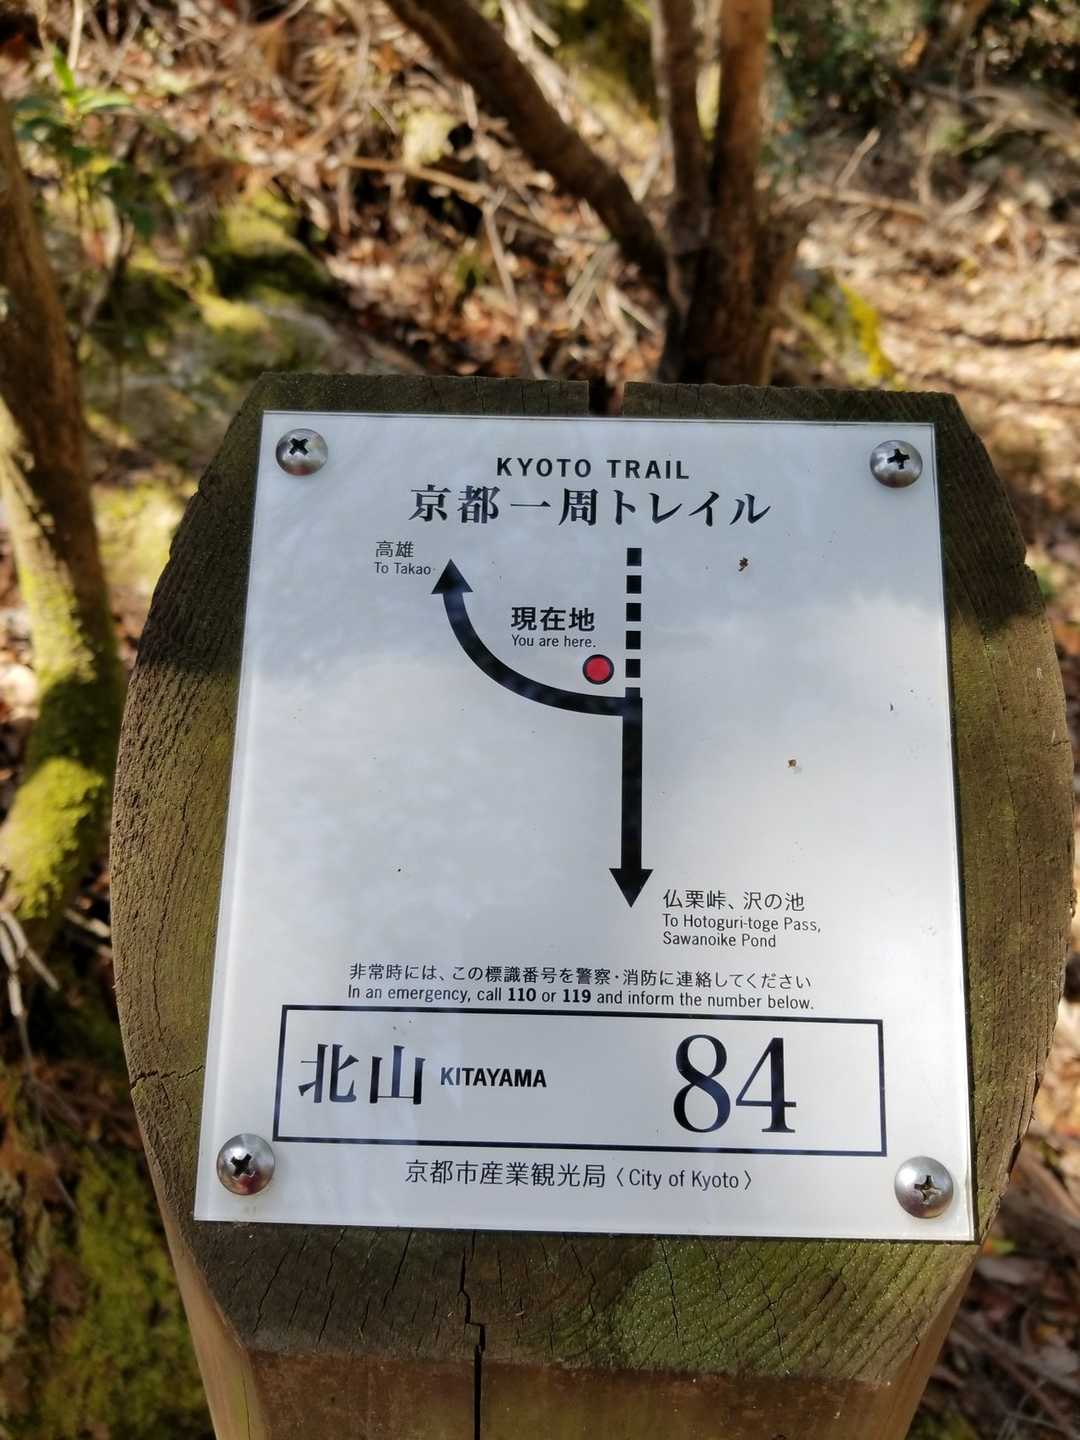 KYOTO TRAIL
京都一周トレイル
高雄
To Takao
現在地
You are here.
仏栗峠、沢の池
To Hotoguri-toge Pass,
Sawanoike Pond
非常時には、この標識番号を警察・消防に連絡してください
In an emergency, call 110 or 119 and inform the number below.
北山 KITAYAMA 84
京都市産業観光局〈City of Kyoto〉